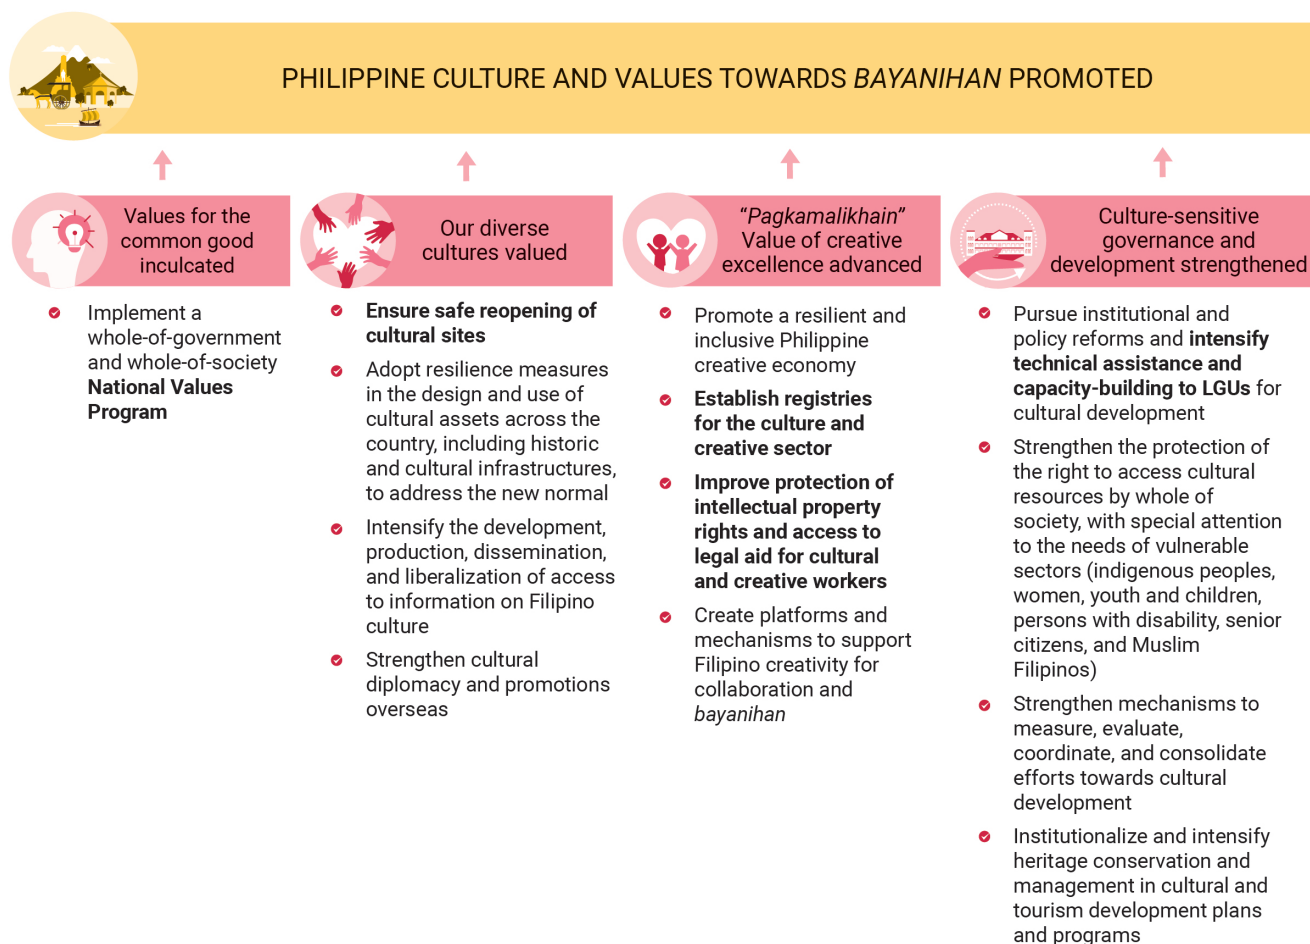 PHILIPPINE CULTURE AND VALUES TOWARDS BAYANIHAN PROMOTED
Values for the
common good
inculcated
Implement a
whole-of-government
and whole-of-society
National Values
Program
Our diverse
cultures valued
Ensure safe reopening of
cultural sites
Adopt resilience measures
in the design and use of
cultural assets across the
country, including historic
and cultural infrastructures,
to address the new normal
Intensify the development,
production, dissemination,
and liberalization of access
to information on Filipino
culture
Strengthen cultural
diplomacy and promotions
overseas
“Pagkamalikhain”
Value of creative
excellence advanced
Promote a resilient and
inclusive Philippine
creative economy
Establish registries
for the culture and
creative sector
Improve protection of
intellectual property
rights and access to
legal aid for cultural
and creative workers
Create platforms and
mechanisms to support
Filipino creativity for
collaboration and
bayanihan
Culture-sensitive
governance and
development strengthened
Pursue institutional and
policy reforms and intensify
technical assistance and
capacity-building to LGUs for
cultural development
Strengthen the protection of
the right to access cultural
resources by whole of
society, with special attention
to the needs of vulnerable
sectors (indigenous peoples,
women, youth and children,
persons with disability, senior
citizens, and Muslim
Filipinos)
Strengthen mechanisms to
measure, evaluate,
coordinate, and consolidate
efforts towards cultural
development
Institutionalize and intensify
heritage conservation and
management in cultural and
tourism development plans
and programs